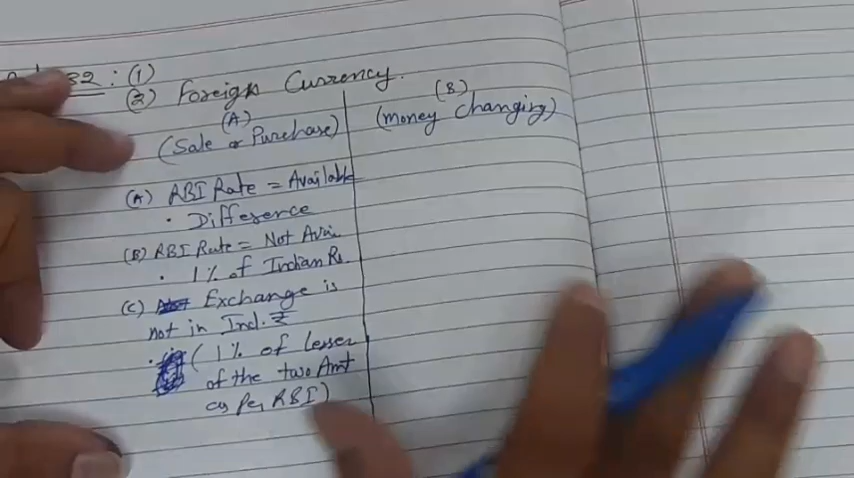 32 : (1)
(2) Foreign Currency.
(A)
(Sale or Purchase)
(B)
(money changing)
(A) RBI Rate = Available
· Difference
(B) RBI Rate = Not Avai
· 1% of Indian Rs
(C) Exchange is
not in Ind. ₹
· (1% of lesser
of the two Amt
as Per RBI)